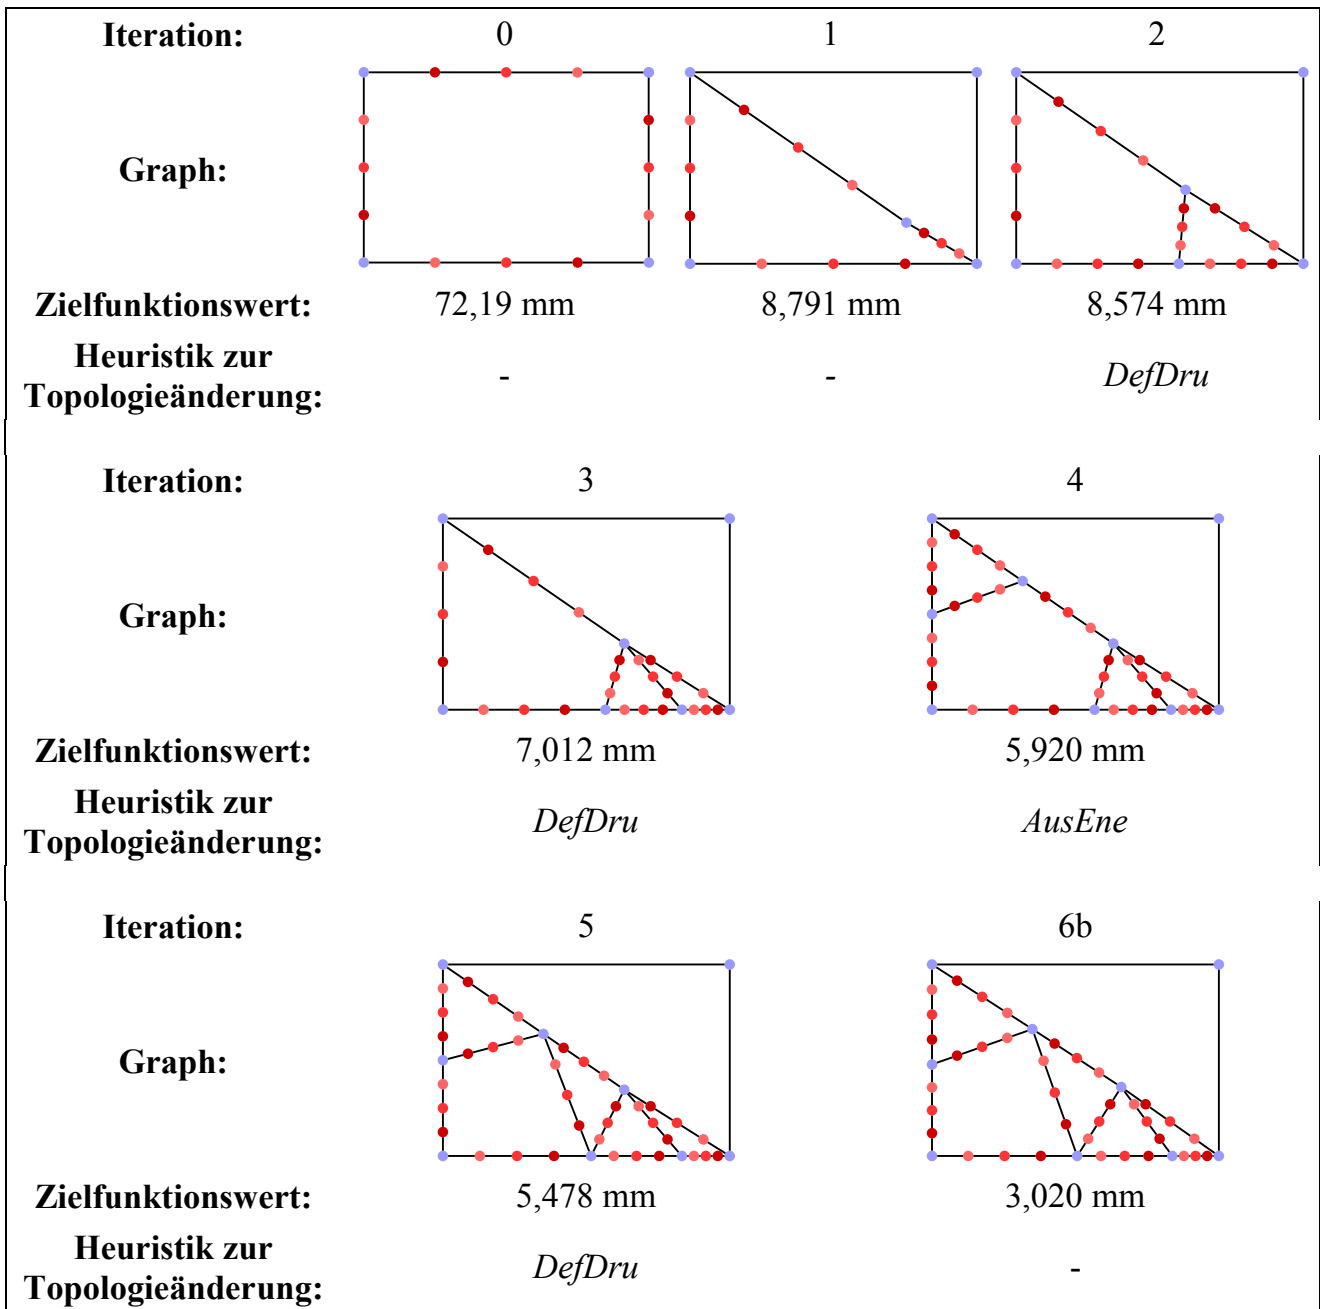 Iteration: 0 1 2
Graph:
Zielfunktionswert: 72,19 mm 8,791 mm 8,574 mm
Heuristik zur
Topologieänderung: - - DefDru
Iteration: 3 4
Graph:
Zielfunktionswert: 7,012 mm 5,920 mm
Heuristik zur
Topologieänderung: DefDru AusEne
Iteration: 5 6b
Graph:
Zielfunktionswert: 5,478 mm 3,020 mm
Heuristik zur
Topologieänderung: DefDru -